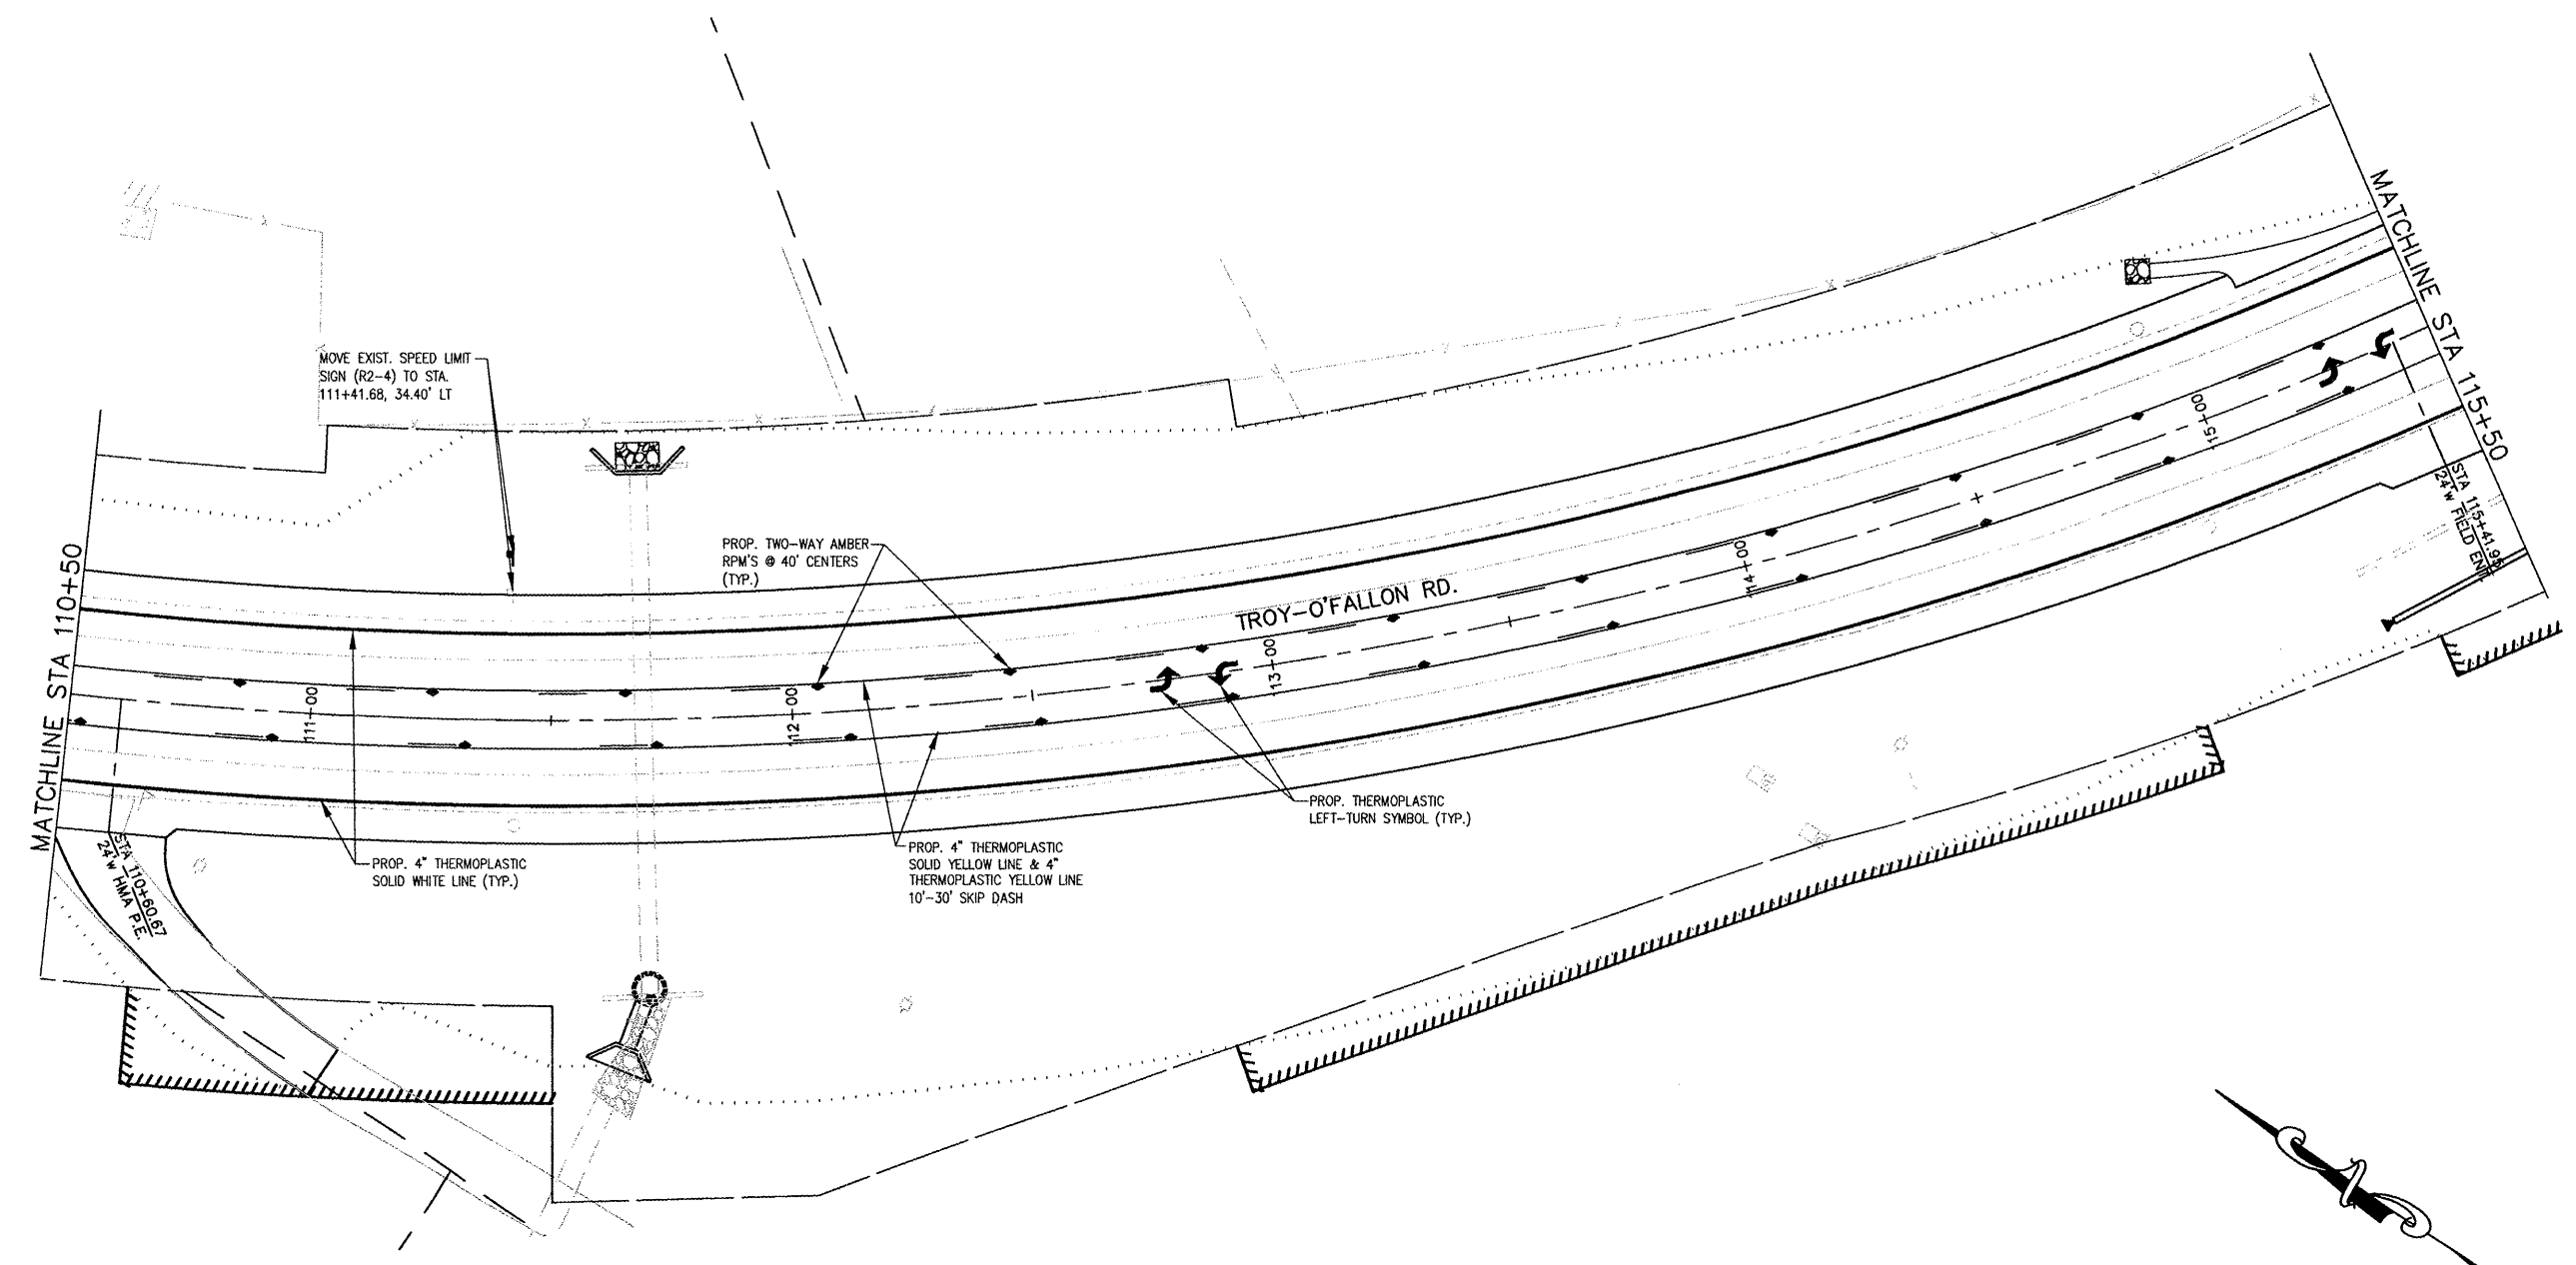 MATCHLINE STA 110+50
MOVE EXIST. SPEED LIMIT
SIGN (R2-4) TO STA.
111+41.68, 34.40' LT
PROP. TWO-WAY AMBER
RPM'S @ 40' CENTERS
(TYP.)
TROY-O'FALLON RD.
111+00
112+00
113+00
114+00
115+00
MATCHLINE STA 115+50
STA 115+41.95
24'W FIELD ENT.
STA 110+60.67
24'W HMA P.E.
PROP. 4" THERMOPLASTIC
SOLID WHITE LINE (TYP.)
PROP. 4" THERMOPLASTIC
SOLID YELLOW LINE & 4"
THERMOPLASTIC YELLOW LINE
10'-30' SKIP DASH
PROP. THERMOPLASTIC
LEFT-TURN SYMBOL (TYP.)